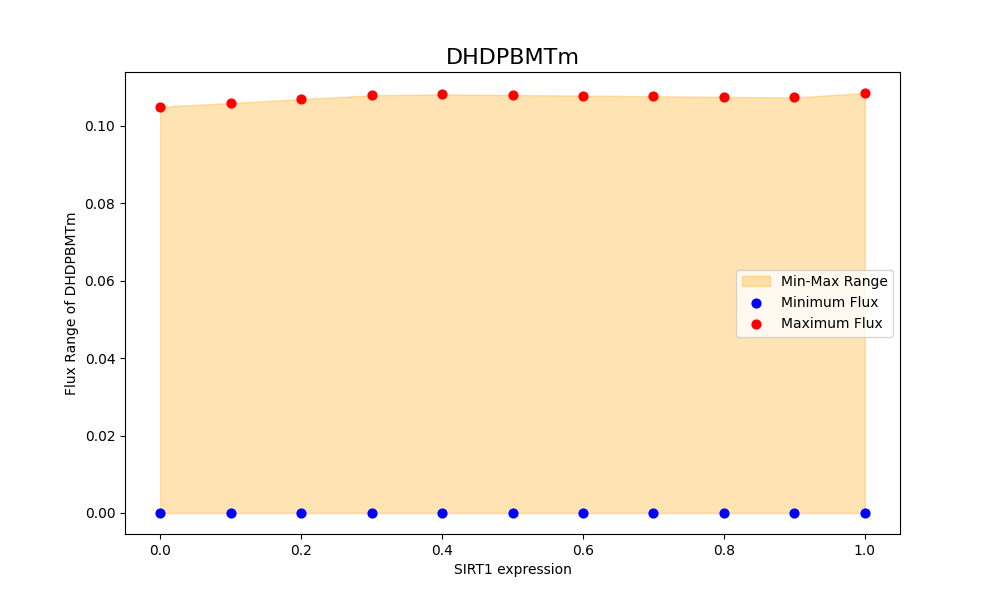 DHDPBMTm
Flux Range of DHDPBMTm
0.10
0.08
0.06
0.04
0.02
0.00
Min-Max Range
Minimum Flux
Maximum Flux
0.0 0.2 0.4 0.6 0.8 1.0
SIRT1 expression